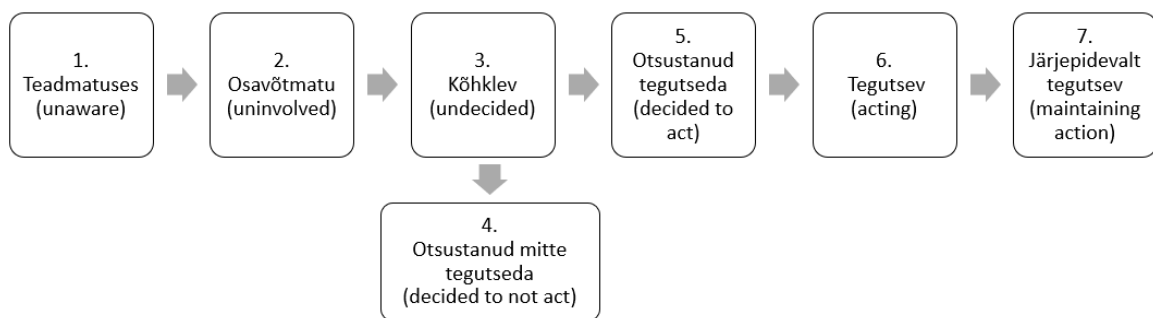 1.
Teadmatuses
(unaware)
2.
Osavõtmatu
(uninvolved)
3.
Kõhklev
(undecided)
5.
Otsustanud
tegutseda
(decided to
act)
6.
Tegutsev
(acting)
7.
Järjepidevalt
tegutsev
(maintaining
action)
4.
Otsustanud mitte
tegutseda
(decided to not act)